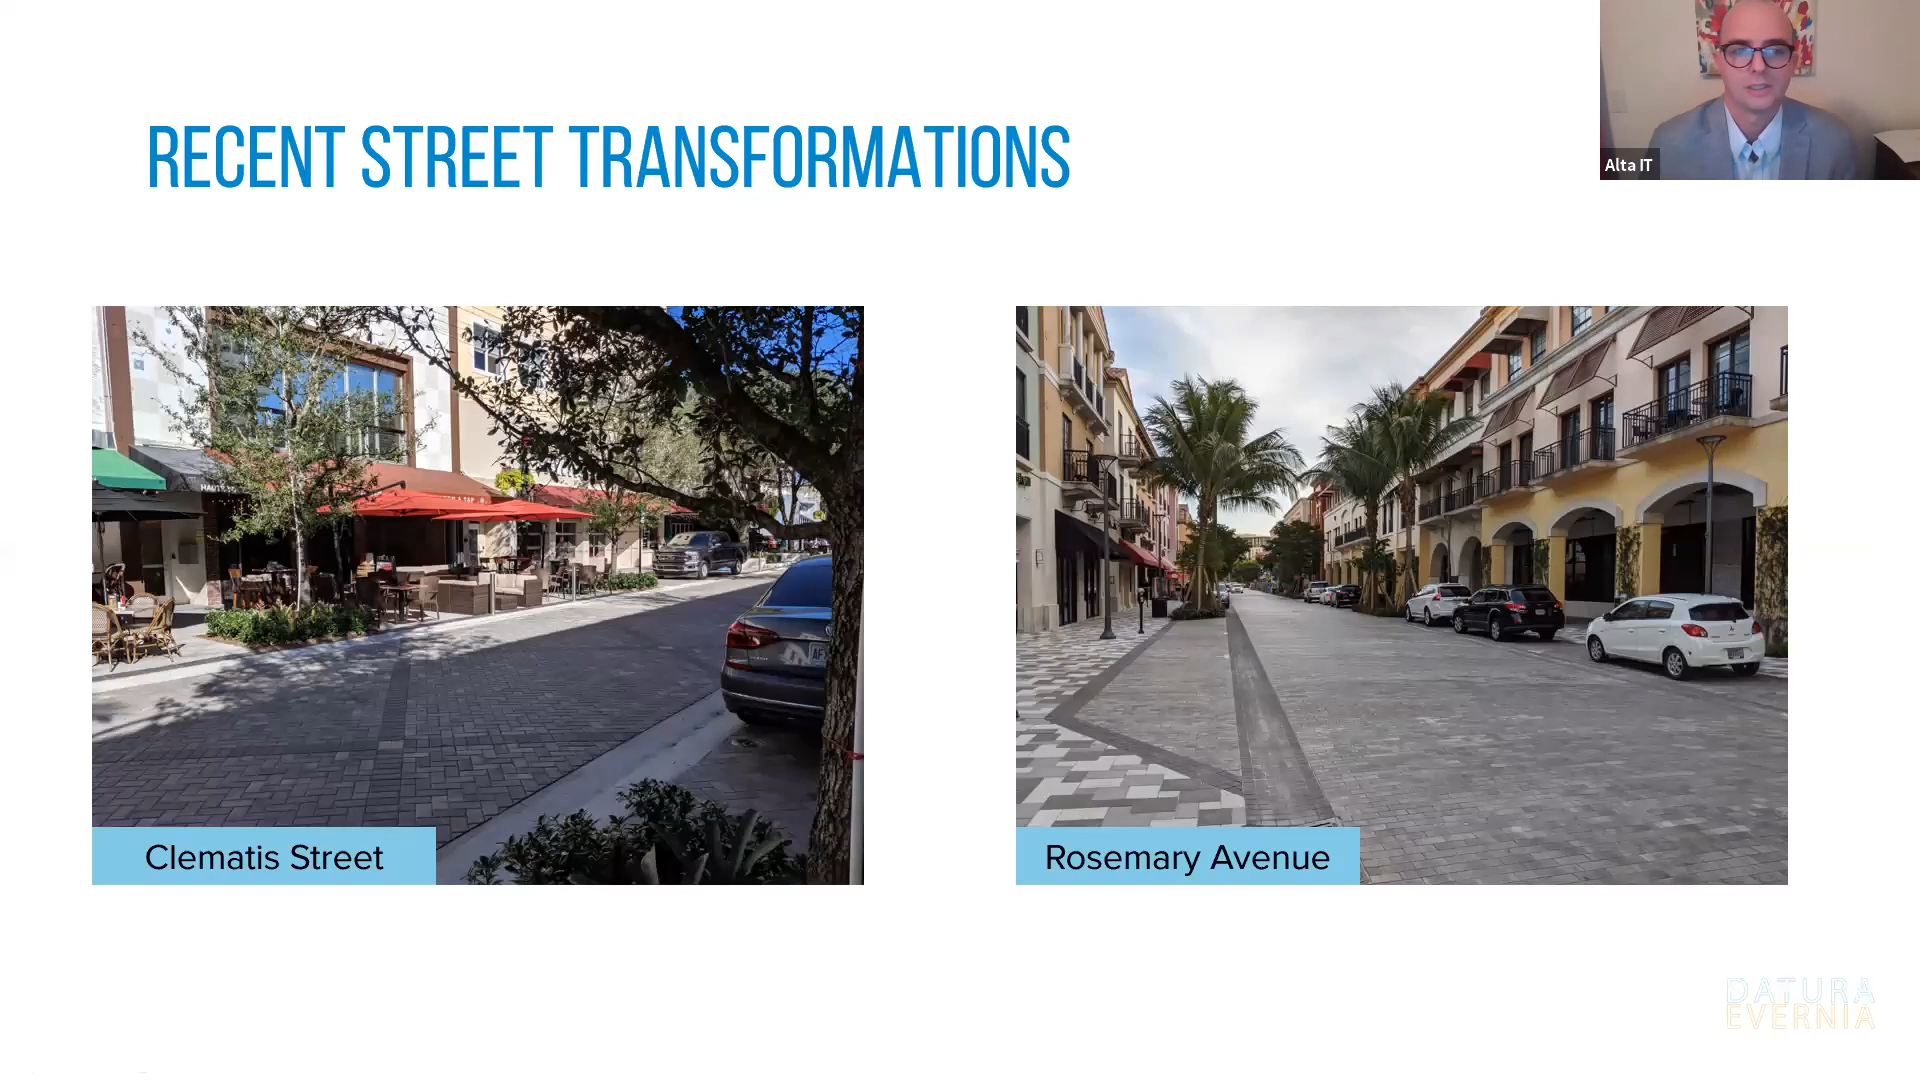 RECENT STREET TRANSFORMATIONS
Alta IT
Clematis Street
Rosemary Avenue
DATURA
EVERNIA